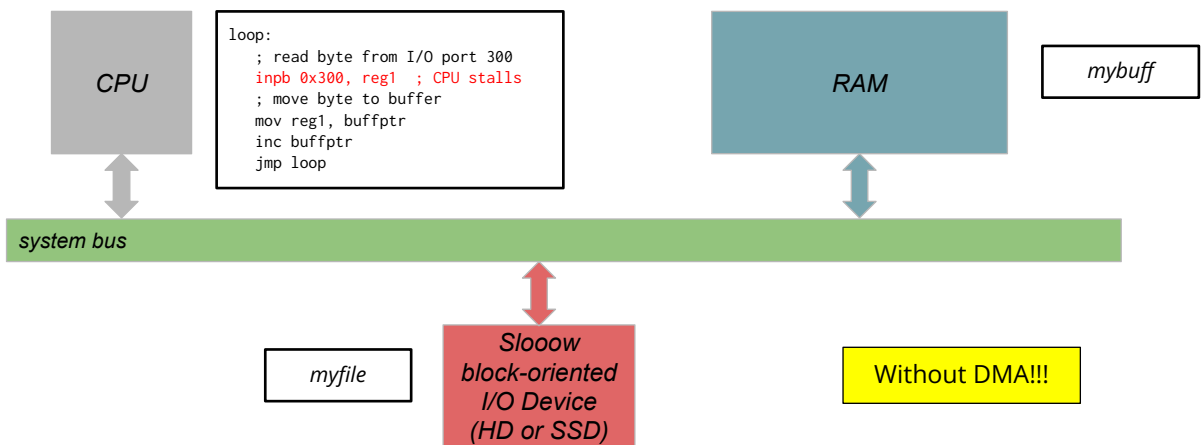 CPU
loop:
; read byte from I/O port 300
inpb 0x300, reg1  ; CPU stalls
; move byte to buffer
mov reg1, buffptr
inc buffptr
jmp loop
RAM
mybuff
system bus
myfile
Slooow
block-oriented
I/O Device
(HD or SSD)
Without DMA!!!